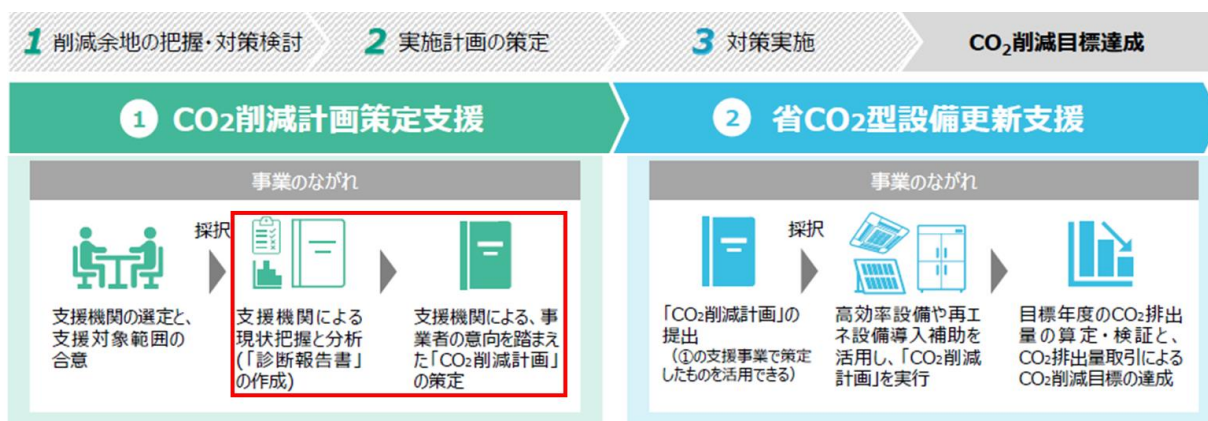 1 削減余地の把握・対策検討
2 実施計画の策定
3 対策実施
CO2削減目標達成
1 CO2削減計画策定支援
2 省CO2型設備更新支援
事業のながれ
採択
支援機関の選定と、
支援対象範囲の
合意
支援機関による
現状把握と分析
(「診断報告書」
の作成)
支援機関による、事
業者の意向を踏まえ
た「CO2削減計画」
の策定
事業のながれ
採択
「CO2削減計画」の
提出
(①の支援事業で策定
したものを活用できる)
高効率設備や再エ
ネ設備導入補助を
活用し、「CO2削減
計画」を実行
目標年度のCO2排出
量の算定・検証と、
CO2排出量取引による
CO2削減目標の達成